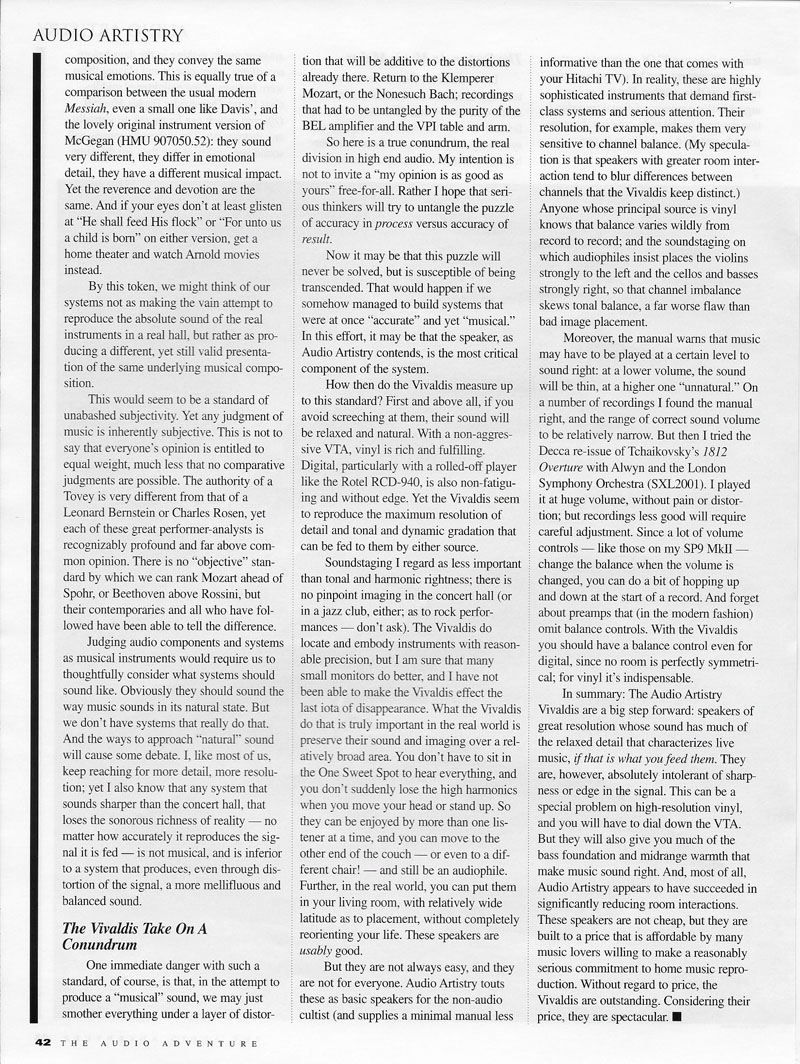 AUDIO ARTISTRY
composition, and they convey the same
musical emotions. This is equally true of a
comparison between the usual modern
Messiah, even a small one like Davis', and
the lovely original instrument version of
McGegan (HMU 907050.52): they sound
very different, they differ in emotional
detail, they have a different musical impact.
Yet the reverence and devotion are the
same. And if your eyes don't at least glisten
at “He shall feed His flock” or “For unto us
a child is born” on either version, get a
home theater and watch Arnold movies
instead.
By this token, we might think of our
systems not as making the vain attempt to
reproduce the absolute sound of the real
instruments in a real hall, but rather as pro-
ducing a different, yet still valid presenta-
tion of the same underlying musical compo-
sition.
This would seem to be a standard of
unabashed subjectivity. Yet any judgment of
music is inherently subjective. This is not to
say that everyone's opinion is entitled to
equal weight, much less that no comparative
judgments are possible. The authority of a
Tovey is very different from that of a
Leonard Bernstein or Charles Rosen, yet
each of these great performer-analysts is
recognizably profound and far above com-
mon opinion. There is no “objective” stan-
dard by which we can rank Mozart ahead of
Spohr, or Beethoven above Rossini, but
their contemporaries and all who have fol-
lowed have been able to tell the difference.
Judging audio components and systems
as musical instruments would require us to
thoughtfully consider what systems should
sound like. Obviously they should sound the
way music sounds in its natural state. But
we don't have systems that really do that.
And the ways to approach “natural” sound
will cause some debate. I, like most of us,
keep reaching for more detail, more resolu-
tion; yet I also know that any system that
sounds sharper than the concert hall, that
loses the sonorous richness of reality — no
matter how accurately it reproduces the sig-
nal it is fed — is not musical, and is inferior
to a system that produces, even through dis-
tortion of the signal, a more mellifluous and
balanced sound.
The Vivaldis Take On A
Conundrum
One immediate danger with such a
standard, of course, is that, in the attempt to
produce a “musical” sound, we may just
smother everything under a layer of distor-
tion that will be additive to the distortions
already there. Return to the Klemperer
Mozart, or the Nonesuch Bach; recordings
that had to be untangled by the purity of the
BEL amplifier and the VPI table and arm.
So here is a true conundrum, the real
division in high end audio. My intention is
not to invite a “my opinion is as good as
yours” free-for-all. Rather I hope that seri-
ous thinkers will try to untangle the puzzle
of accuracy in process versus accuracy of
result.
Now it may be that this puzzle will
never be solved, but is susceptible of being
transcended. That would happen if we
somehow managed to build systems that
were at once “accurate” and yet “musical.”
In this effort, it may be that the speaker, as
Audio Artistry contends, is the most critical
component of the system.
How then do the Vivaldis measure up
to this standard? First and above all, if you
avoid screeching at them, their sound will
be relaxed and natural. With a non-aggres-
sive VTA, vinyl is rich and fulfilling.
Digital, particularly with a rolled-off player
like the Rotel RCD-940, is also non-fatigu-
ing and without edge. Yet the Vivaldis seem
to reproduce the maximum resolution of
detail and tonal and dynamic gradation that
can be fed to them by either source.
Soundstaging I regard as less important
than tonal and harmonic rightness; there is
no pinpoint imaging in the concert hall (or
in a jazz club, either; as to rock perfor-
mances — don't ask). The Vivaldis do
locate and embody instruments with reason-
able precision, but I am sure that many
small monitors do better, and I have not
been able to make the Vivaldis effect the
last iota of disappearance. What the Vivaldis
do that is truly important in the real world is
preserve their sound and imaging over a rel-
atively broad area. You don't have to sit in
the One Sweet Spot to hear everything, and
you don't suddenly lose the high harmonics
when you move your head or stand up. So
they can be enjoyed by more than one lis-
tener at a time, and you can move to the
other end of the couch — or even to a dif-
ferent chair! — and still be an audiophile.
Further, in the real world, you can put them
in your living room, with relatively wide
latitude as to placement, without completely
reorienting your life. These speakers are
usably good.
But they are not always easy, and they
are not for everyone. Audio Artistry touts
these as basic speakers for the non-audio
cultist (and supplies a minimal manual less
informative than the one that comes with
your Hitachi TV). In reality, these are highly
sophisticated instruments that demand first-
class systems and serious attention. Their
resolution, for example, makes them very
sensitive to channel balance. (My specula-
tion is that speakers with greater room inter-
action tend to blur differences between
channels that the Vivaldis keep distinct.)
Anyone whose principal source is vinyl
knows that balance varies wildly from
record to record; and the soundstaging on
which audiophiles insist places the violins
strongly to the left and the cellos and basses
strongly right, so that channel imbalance
skews tonal balance, a far worse flaw than
bad image placement.
Moreover, the manual warns that music
may have to be played at a certain level to
sound right: at a lower volume, the sound
will be thin, at a higher one “unnatural.” On
a number of recordings I found the manual
right, and the range of correct sound volume
to be relatively narrow. But then I tried the
Decca re-issue of Tchaikovsky's 1812
Overture with Alwyn and the London
Symphony Orchestra (SXL2001). I played
it at huge volume, without pain or distor-
tion; but recordings less good will require
careful adjustment. Since a lot of volume
controls — like those on my SP9 MkII —
change the balance when the volume is
changed, you can do a bit of hopping up
and down at the start of a record. And forget
about preamps that (in the modern fashion)
omit balance controls. With the Vivaldis
you should have a balance control even for
digital, since no room is perfectly symmetri-
cal; for vinyl it's indispensable.
In summary: The Audio Artistry
Vivaldis are a big step forward: speakers of
great resolution whose sound has much of
the relaxed detail that characterizes live
music, if that is what you feed them. They
are, however, absolutely intolerant of sharp-
ness or edge in the signal. This can be a
special problem on high-resolution vinyl,
and you will have to dial down the VTA.
But they will also give you much of the
bass foundation and midrange warmth that
make music sound right. And, most of all,
Audio Artistry appears to have succeeded in
significantly reducing room interactions.
These speakers are not cheap, but they are
built to a price that is affordable by many
music lovers willing to make a reasonably
serious commitment to home music repro-
duction. Without regard to price, the
Vivaldis are outstanding. Considering their
price, they are spectacular. ■
42 THE AUDIO ADVENTURE